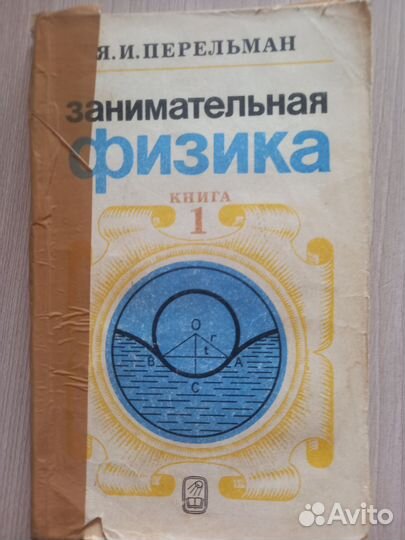 Я. И. ПЕРЕЛЬМАН
занимательная
физика
КНИГА
1
О
r
t
В
А
С
Avito